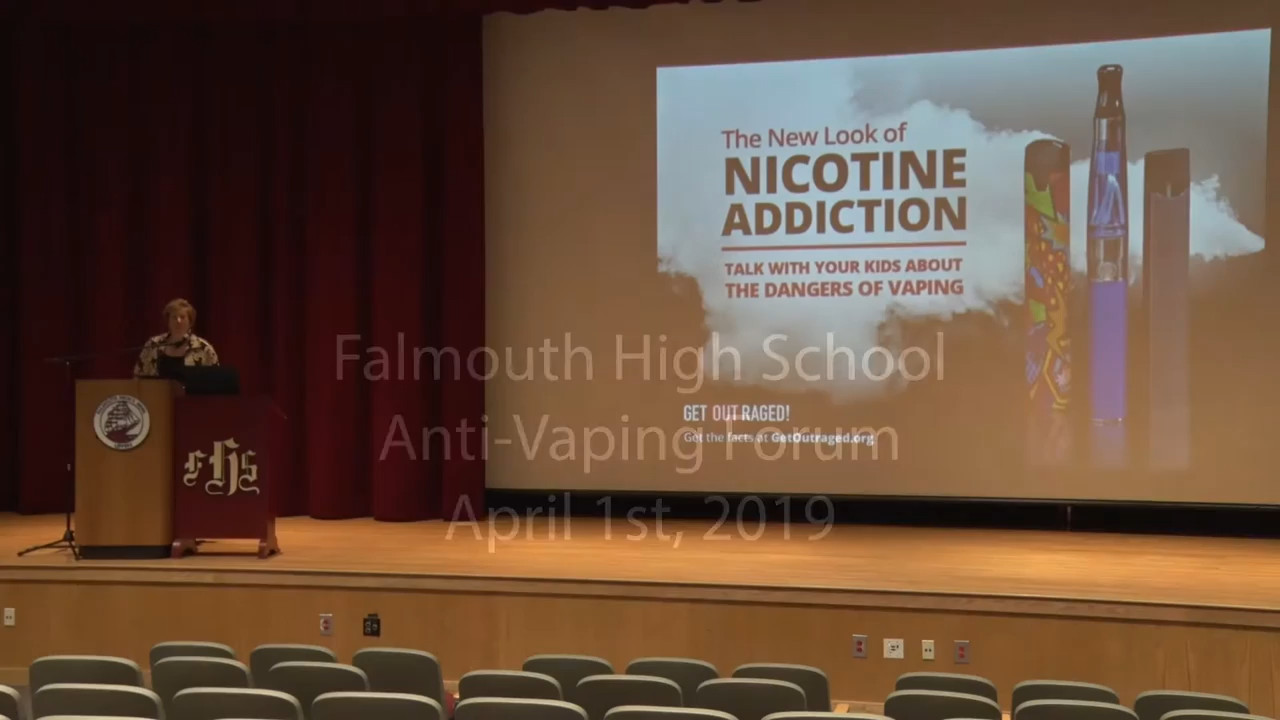 The New Look of
NICOTINE
ADDICTION
TALK WITH YOUR KIDS ABOUT
THE DANGERS OF VAPING
GET OUTRAGED!
Get the facts at GetOutraged.org
Falmouth High School
Anti-Vaping Forum
April 1st, 2019
FHS